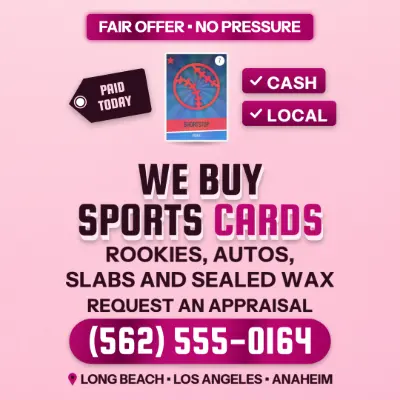 FAIR OFFER • NO PRESSURE
PAID
TODAY
✓ CASH
✓ LOCAL
WE BUY
SPORTS CARDS
ROOKIES, AUTOS,
SLABS AND SEALED WAX
REQUEST AN APPRAISAL
(562) 555-0164
LONG BEACH • LOS ANGELES • ANAHEIM